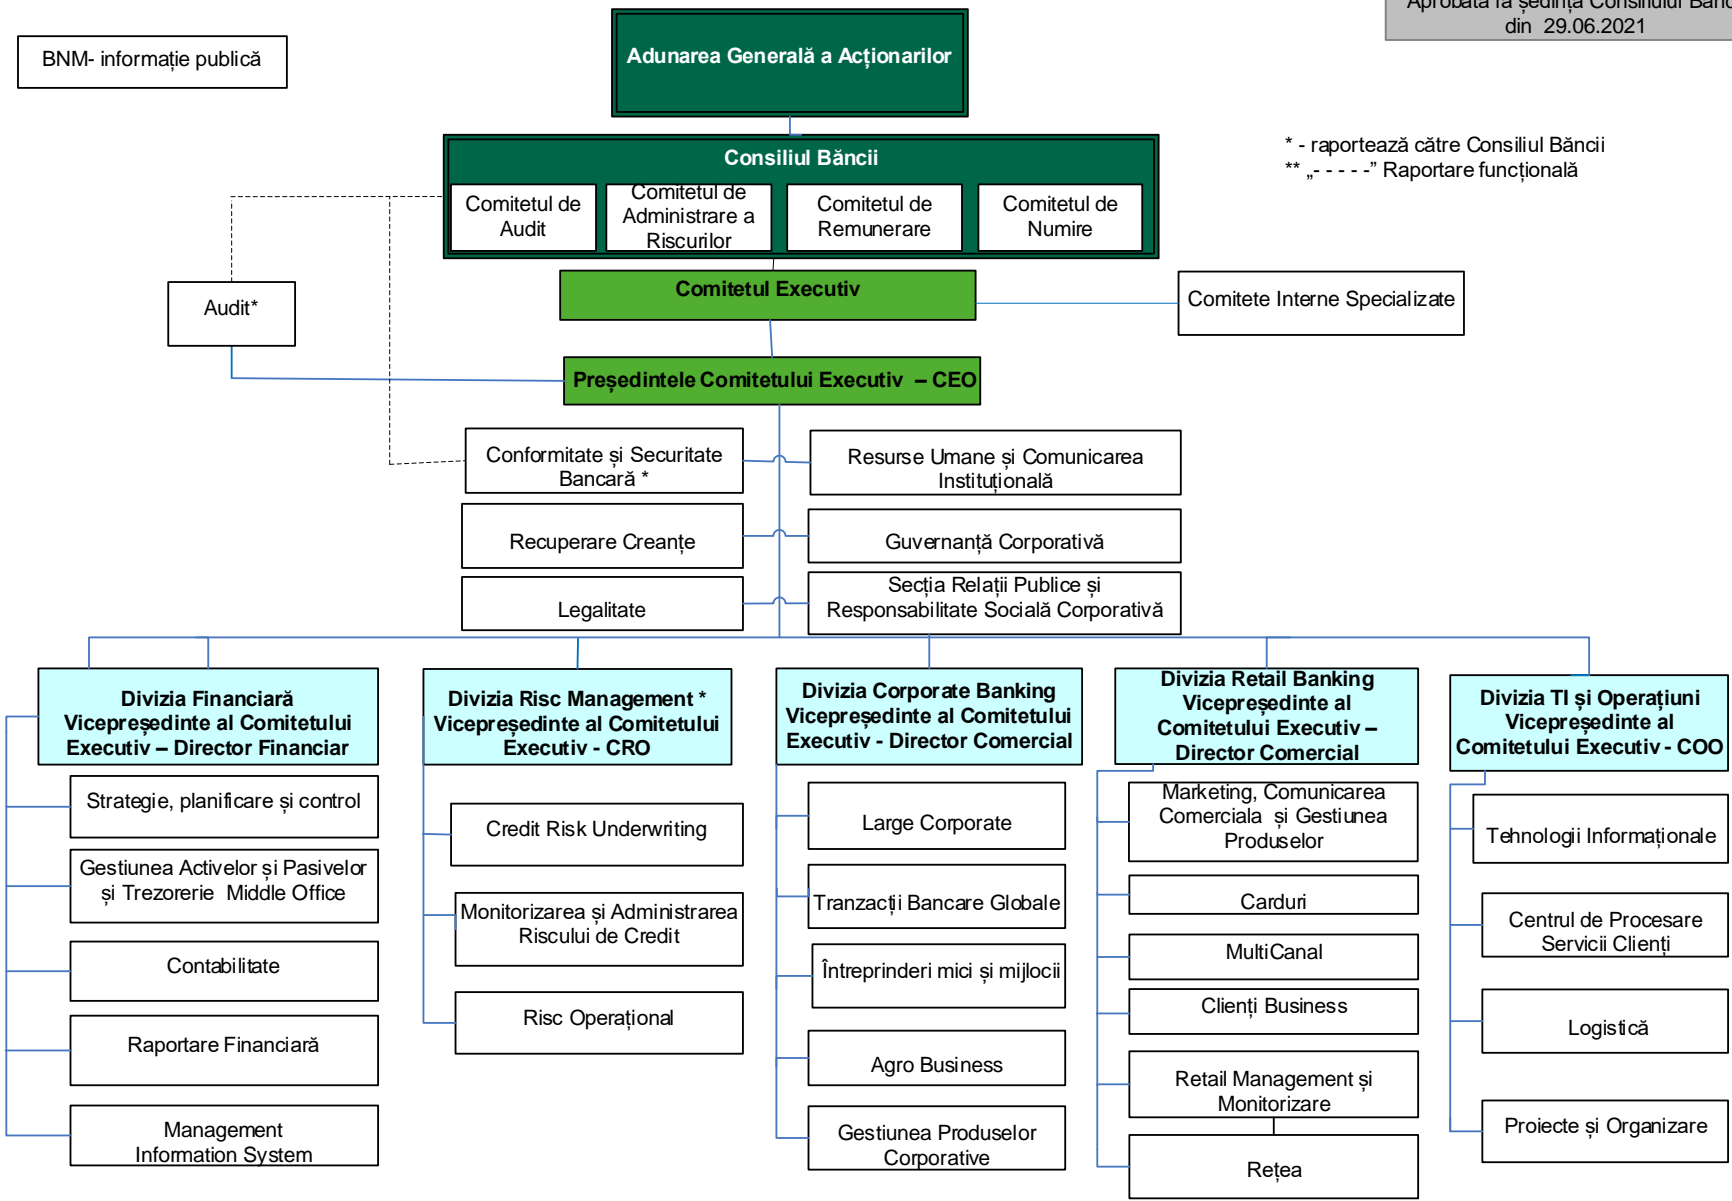 Aprobată la ședința Consiliului Băncii
din 29.06.2021
BNM- informație publică
Adunarea Generală a Acționarilor
* - raportează către Consiliul Băncii
** „- - - - -” Raportare funcțională
Consiliul Băncii
Comitetul de
Audit
Comitetul de
Administrare a
Riscurilor
Comitetul de
Remunerare
Comitetul de
Numire
Audit*
Comitetul Executiv
Comitete Interne Specializate
Președintele Comitetului Executiv – CEO
Conformitate și Securitate
Bancară *
Resurse Umane și Comunicarea
Instituțională
Recuperare Creanțe
Guvernanță Corporativă
Legalitate
Secția Relații Publice și
Responsabilitate Socială Corporativă
Divizia Financiară
Vicepreședinte al Comitetului
Executiv – Director Financiar
Strategie, planificare și control
Gestiunea Activelor și Pasivelor
și Trezorerie Middle Office
Contabilitate
Raportare Financiară
Management
Information System
Divizia Risc Management *
Vicepreședinte al Comitetului
Executiv - CRO
Credit Risk Underwriting
Monitorizarea și Administrarea
Riscului de Credit
Risc Operațional
Divizia Corporate Banking
Vicepreședinte al Comitetului
Executiv - Director Comercial
Large Corporate
Tranzacții Bancare Globale
Întreprinderi mici și mijlocii
Agro Business
Gestiunea Produselor
Corporative
Divizia Retail Banking
Vicepreședinte al
Comitetului Executiv –
Director Comercial
Marketing, Comunicarea
Comerciala și Gestiunea
Produselor
Carduri
MultiCanal
Clienți Business
Retail Management și
Monitorizare
Rețea
Divizia TI și Operațiuni
Vicepreședinte al
Comitetului Executiv - COO
Tehnologii Informaționale
Centrul de Procesare
Servicii Clienți
Logistică
Proiecte și Organizare